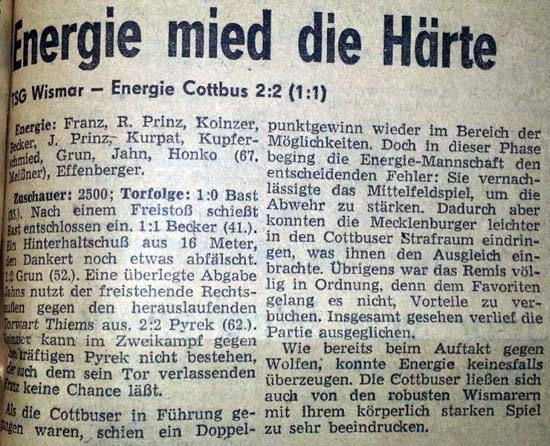 Energie mied die Härte
TSG Wismar — Energie Cottbus 2:2 (1:1)
Energie: Franz, R. Prinz, Koinzer,
Becker, J. Prinz, Kurpat, Kupfer-
schmied, Grun, Jahn, Honko (67.
Meißner), Effenberger.
Zuschauer: 2500; Torfolge: 1:0 Bast
(35.). Nach einem Freistoß schießt
Bast entschlossen ein. 1:1 Becker (41.).
Ein Hinterhaltschuß aus 16 Meter,
den Dankert noch etwas abfälscht.
1:2 Grun (52.). Eine überlegte Abgabe
Jahns nutzt der freistehende Rechts-
außen gegen den herauslaufenden
Torwart Thiems aus. 2:2 Pyrek (62.).
Koinzer kann im Zweikampf gegen
den kräftigen Pyrek nicht bestehen,
der auch dem sein Tor verlassenden
Franz keine Chance läßt.
Als die Cottbuser in Führung ge-
gangen waren, schien ein Doppel-
punktgewinn wieder im Bereich der
Möglichkeiten. Doch in dieser Phase
beging die Energie-Mannschaft den
entscheidenden Fehler: Sie vernach-
lässigte das Mittelfeldspiel, um die
Abwehr zu stärken. Dadurch aber
konnten die Mecklenburger leichter
in den Cottbuser Strafraum eindrin-
gen, was ihnen den Ausgleich ein-
brachte. Übrigens war das Remis völ-
lig in Ordnung, denn dem Favoriten
gelang es nicht, Vorteile zu ver-
buchen. Insgesamt gesehen verlief die
Partie ausgeglichen.
Wie bereits beim Auftakt gegen
Wolfen, konnte Energie keinesfalls
überzeugen. Die Cottbuser ließen sich
auch von den robusten Wismarern
mit ihrem körperlich starken Spiel
zu sehr beeindrucken.